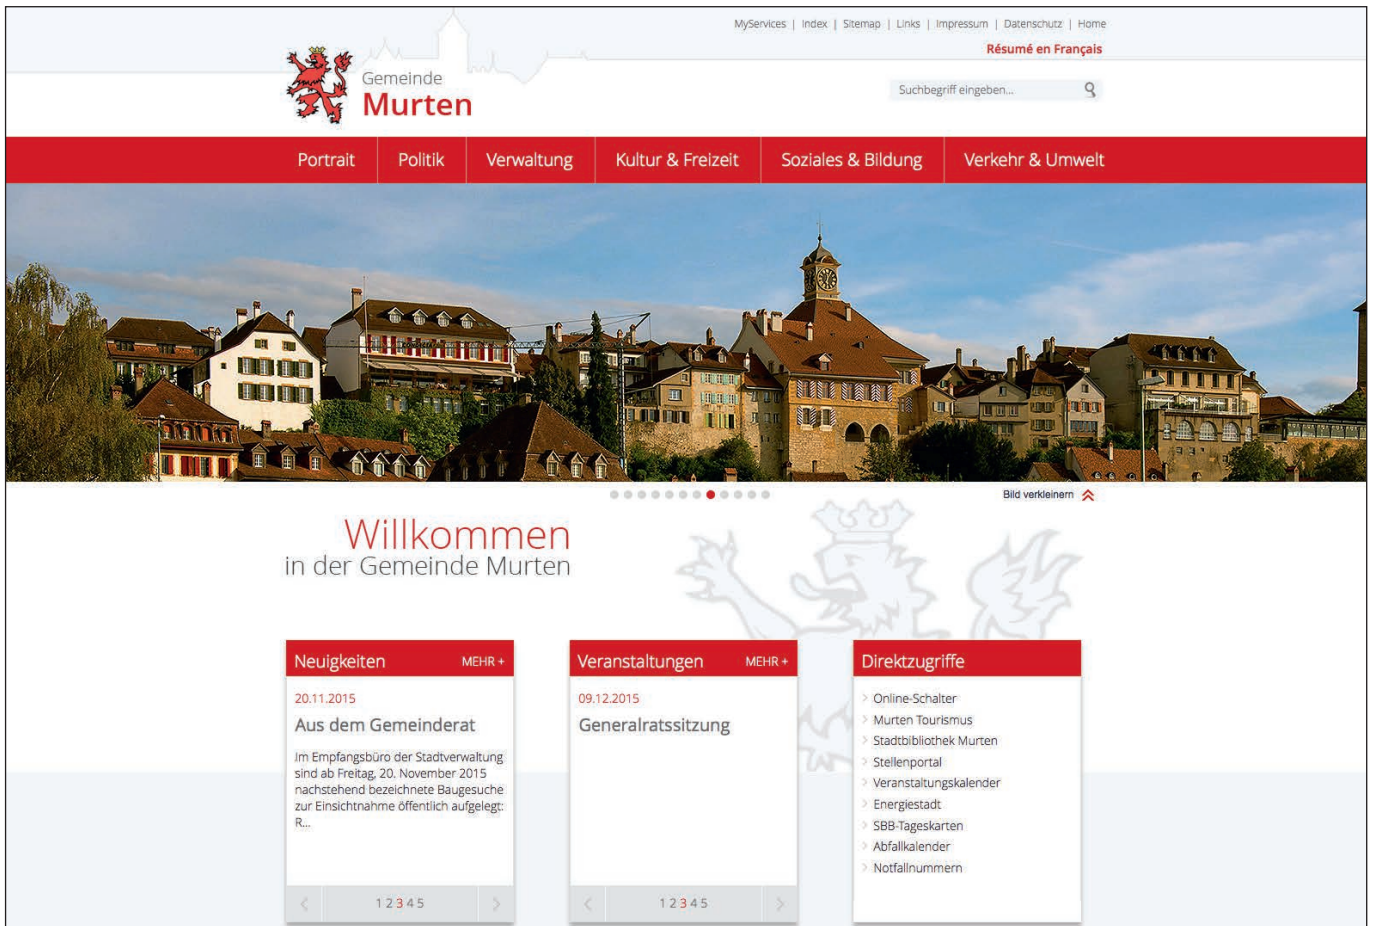 MyServices | Index | Sitemap | Links | Impressum | Datenschutz | Home
Résumé en Français
Gemeinde
Murten
Suchbegriff eingeben...
Portrait
Politik
Verwaltung
Kultur & Freizeit
Soziales & Bildung
Verkehr & Umwelt
Bild verkleinern
Willkommen
in der Gemeinde Murten
Neuigkeiten MEHR +
20.11.2015
Aus dem Gemeinderat
Im Empfangsbüro der Stadtverwaltung
sind ab Freitag, 20. November 2015
nachstehend bezeichnete Baugesuche
zur Einsichtnahme öffentlich aufgelegt:
R...
< 1 2 3 4 5 >
Veranstaltungen MEHR +
09.12.2015
Generalratssitzung
< 1 2 3 4 5 >
Direktzugriffe
> Online-Schalter
> Murten Tourismus
> Stadtbibliothek Murten
> Stellenportal
> Veranstaltungskalender
> Energiestadt
> SBB-Tageskarten
> Abfallkalender
> Notfallnummern